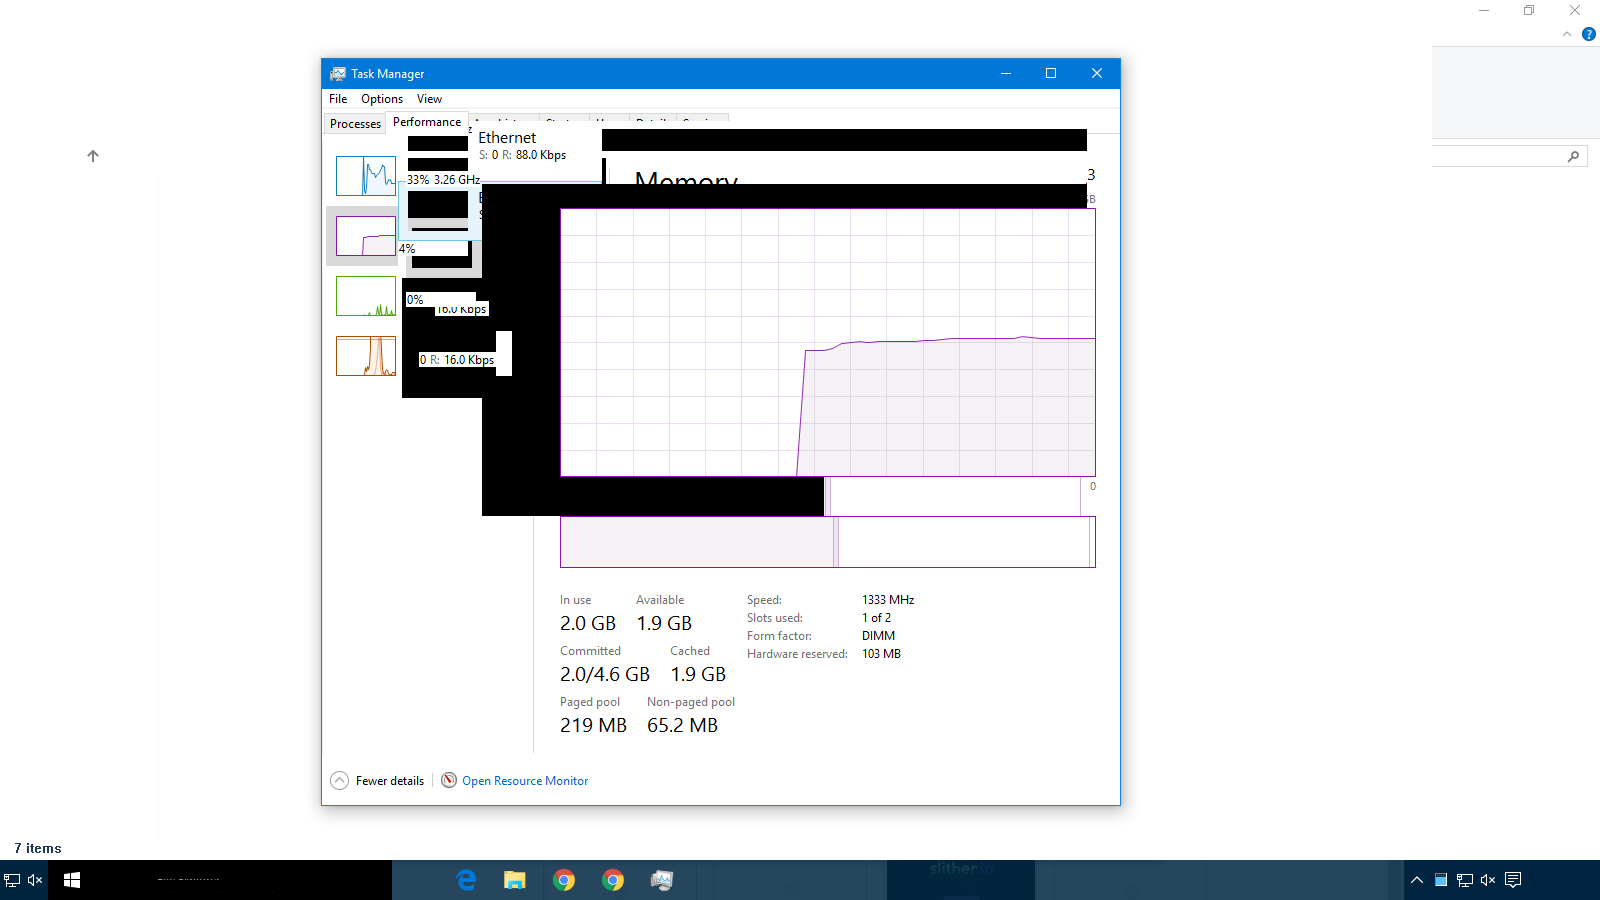 Task Manager
File Options View
Processes Performance
Ethernet
S: 0 R: 88.0 Kbps
33% 3.26 GHz
Memory
3
GB
4%
0%
16.0 Kbps
0 R: 16.0 Kbps
0
In use Available
2.0 GB 1.9 GB
Committed Cached
2.0/4.6 GB 1.9 GB
Paged pool Non-paged pool
219 MB 65.2 MB
Speed: 1333 MHz
Slots used: 1 of 2
Form factor: DIMM
Hardware reserved: 103 MB
Fewer details Open Resource Monitor
7 items
slither.io